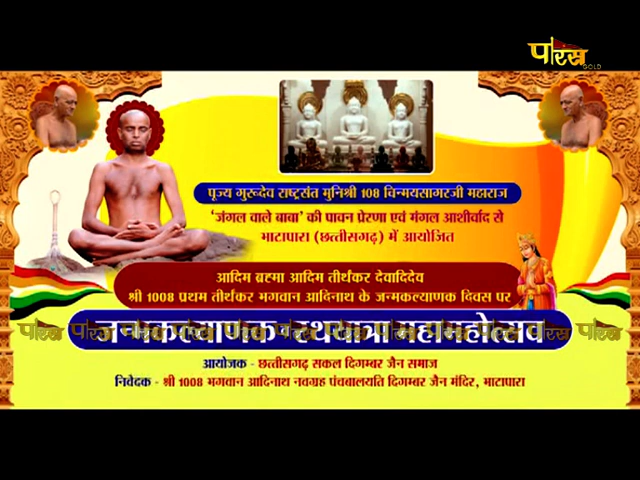 पारस
GOLD
पूज्य गुरूदेव राष्ट्रसंत मुनिश्री 108 चिन्मयसागरजी महाराज
'जंगल वाले बाबा' की पावन प्रेरणा एवं मंगल आशीर्वाद से
भाटापारा (छत्तीसगढ़) में आयोजित
आदिम ब्रह्मा आदिम तीर्थंकर देवादिदेव
श्री 1008 प्रथम तीर्थंकर भगवान आदिनाथ के जन्मकल्याणक दिवस पर
जन्मकल्याणक व रथयात्रा महामहोत्सव
आयोजक - छत्तीसगढ़ सकल दिगम्बर जैन समाज
निवेदक - श्री 1008 भगवान आदिनाथ नवग्रह पंचबालयति दिगम्बर जैन मंदिर, भाटापारा